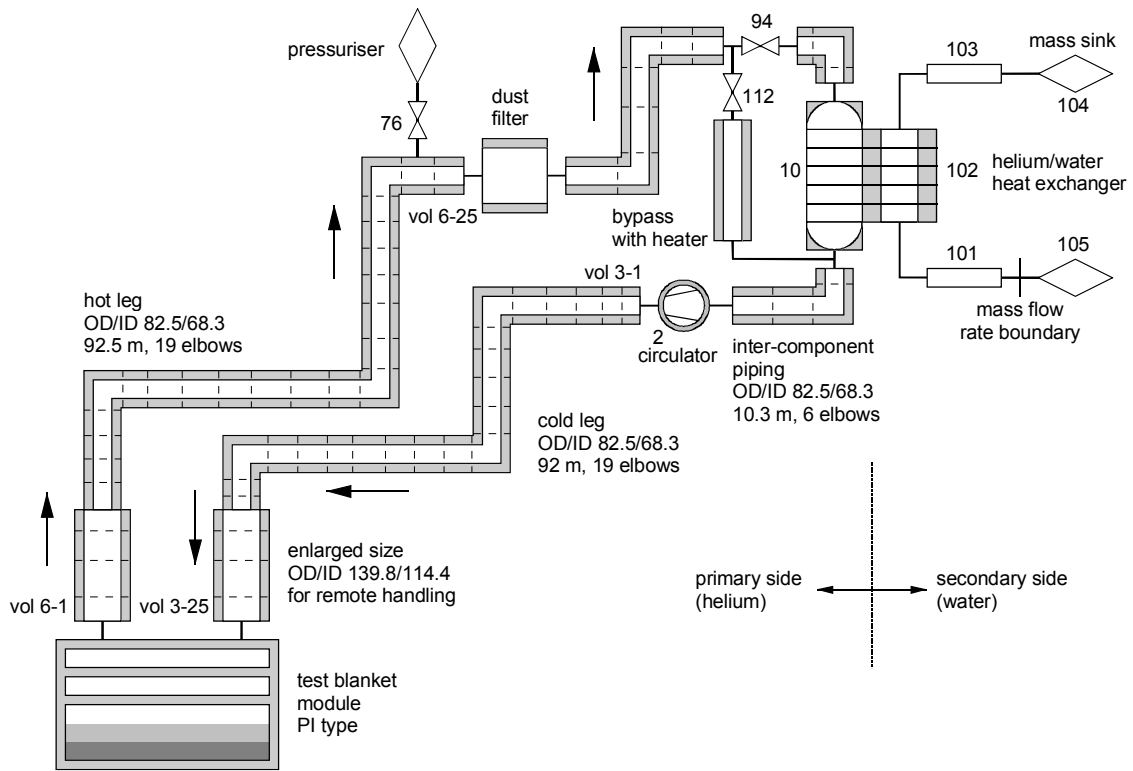 pressuriser
76
dust
filter
94
112
103
mass sink
104
10
102
helium/water
heat exchanger
vol 6-25
bypass
with heater
101
105
mass flow
rate boundary
vol 3-1
2
circulator
hot leg
OD/ID 82.5/68.3
92.5 m, 19 elbows
inter-component
piping
OD/ID 82.5/68.3
10.3 m, 6 elbows
cold leg
OD/ID 82.5/68.3
92 m, 19 elbows
enlarged size
OD/ID 139.8/114.4
for remote handling
vol 6-1
vol 3-25
primary side
(helium)
secondary side
(water)
test blanket
module
PI type